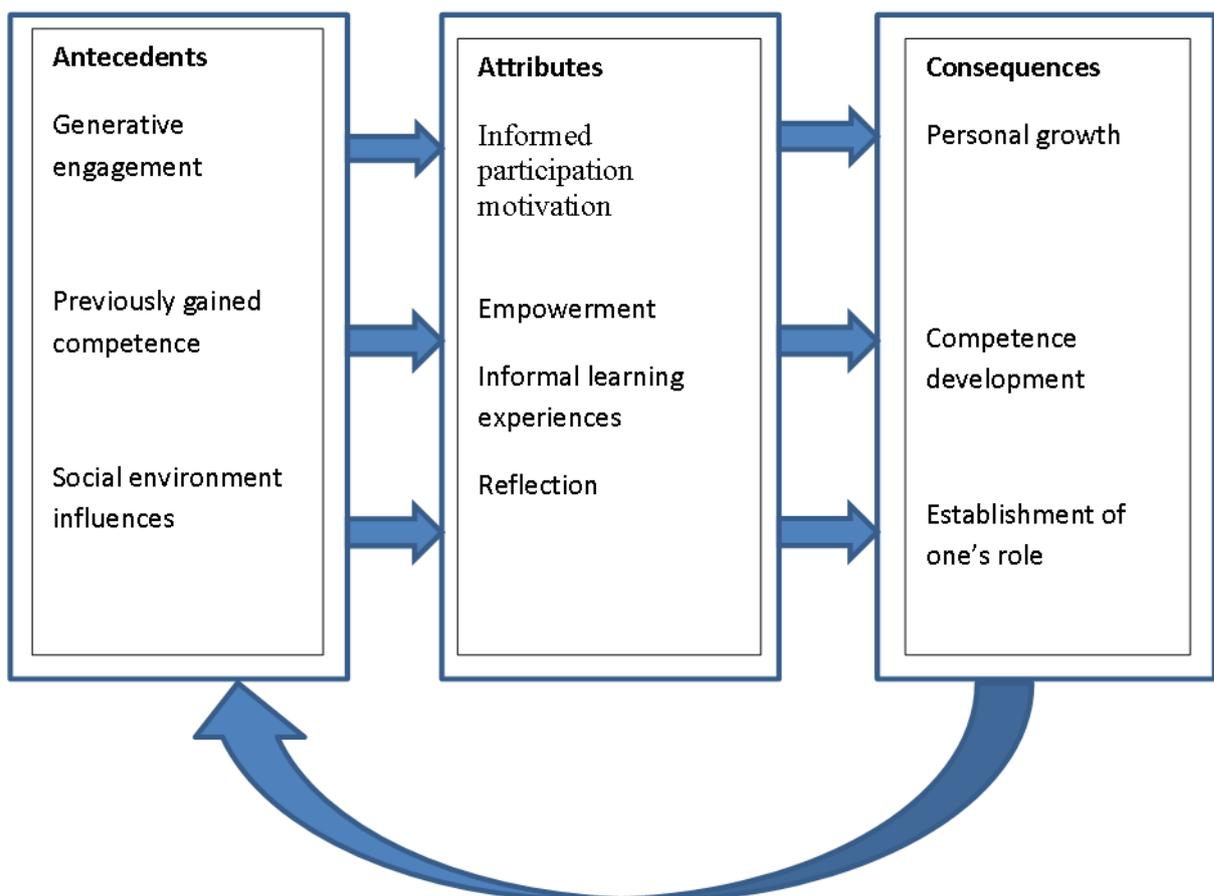 Antecedents
Generative
engagement
Previously gained
competence
Social environment
influences
Attributes
Informed
participation
motivation
Empowerment
Informal learning
experiences
Reflection
Consequences
Personal growth
Competence
development
Establishment of
one’s role